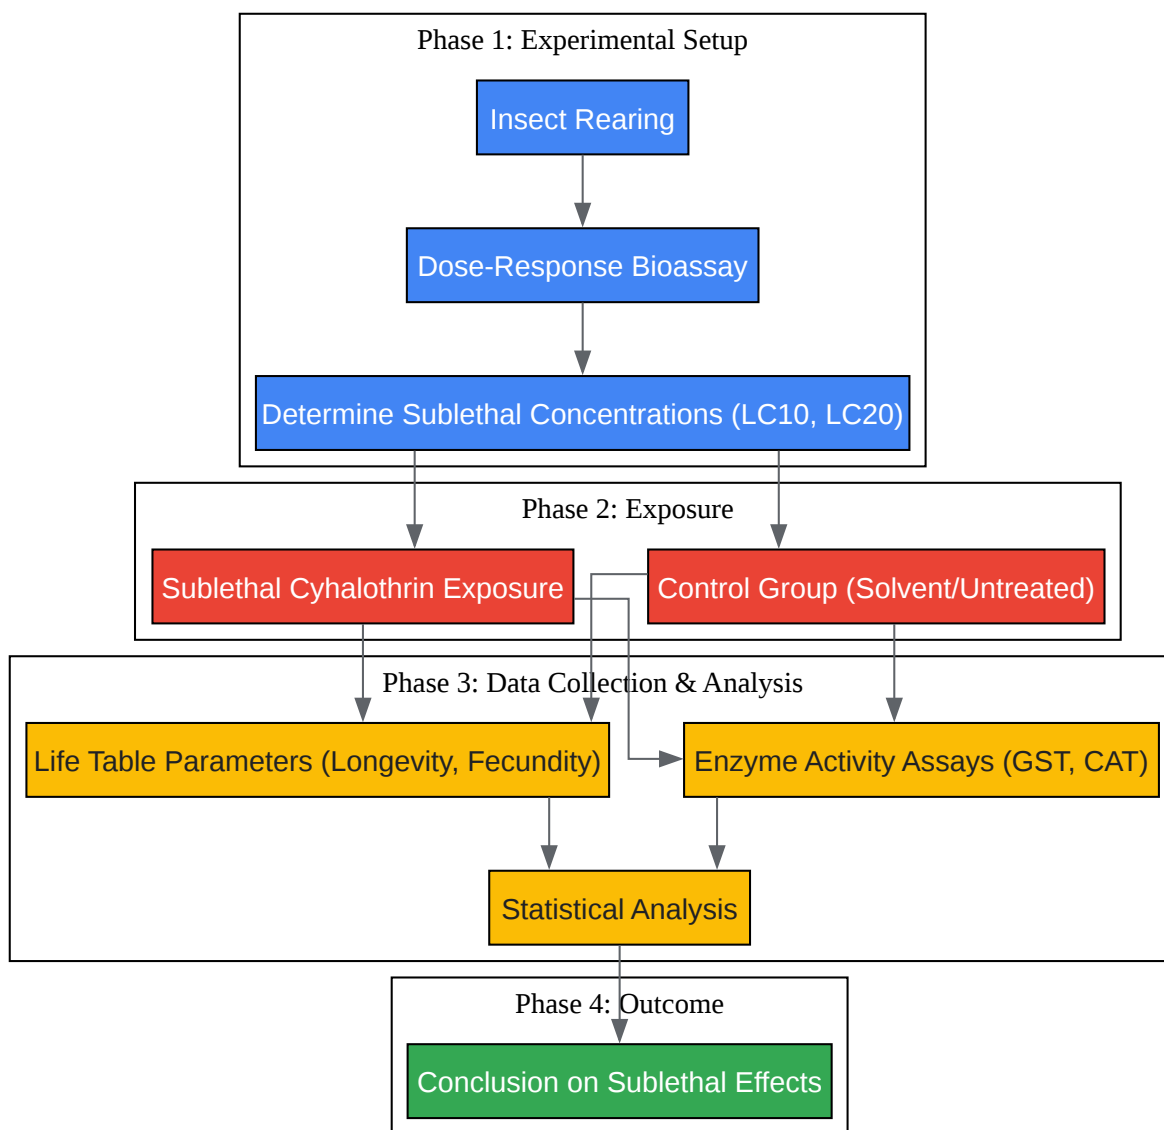 Phase 1: Experimental Setup
Insect Rearing
Dose-Response Bioassay
Determine Sublethal Concentrations (LC10, LC20)
Phase 2: Exposure
Sublethal Cyhalothrin Exposure
Control Group (Solvent/Untreated)
Phase 3: Data Collection & Analysis
Life Table Parameters (Longevity, Fecundity)
Enzyme Activity Assays (GST, CAT)
Statistical Analysis
Phase 4: Outcome
Conclusion on Sublethal Effects